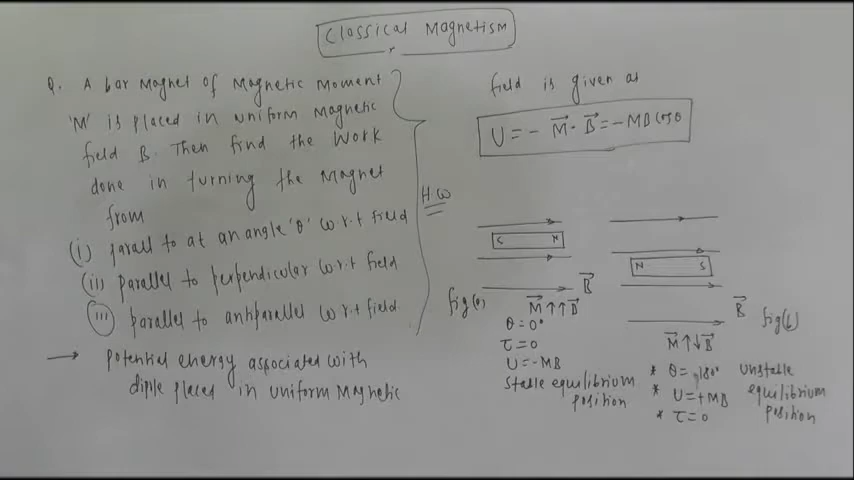 Classical Magnetism
Q. A bar Magnet of Magnetic Moment
'M' is placed in uniform Magnetic
field B. Then find the Work
done in turning the Magnet
from
(i) parall to at an angle 'θ' w.r.t field
(ii) parallel to perpendicular w.r.t field
(iii) parallel to antiparallel w.r.t field.
HW
→ potential energy associated with
diple placed in uniform Magnetic
field is given as
U = - M⃗ · B⃗ = -MB cosθ
S N
B⃗
fig(a)
M⃗ ↑↑ B⃗
θ = 0°
τ = 0
U = -MB
Stable equilibrium
position
N S
B⃗
fig(b)
M⃗ ↑↓ B⃗
* θ = 180° unstable
* U = +MB equilibrium
* τ = 0 position